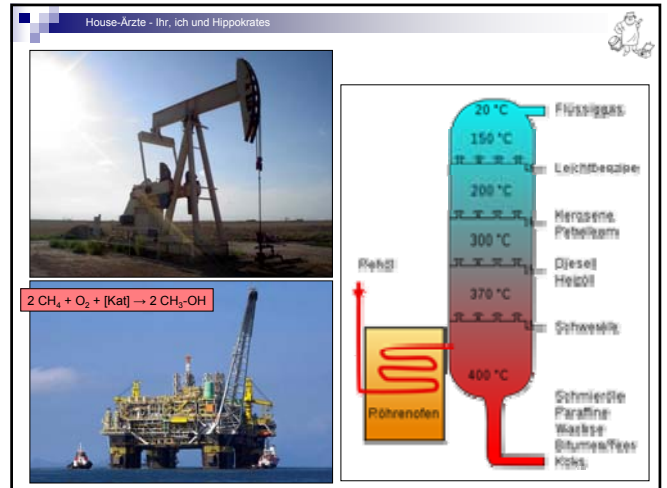 House-Ärzte - Ihr, ich und Hippokrates
2 CH₄ + O₂ + [Kat] → 2 CH₃-OH
20 °C
150 °C
200 °C
300 °C
370 °C
400 °C
Röhrenofen
Rohöl
Flüssiggas
Leichtbenzine
Kerosene
Petroleum
Diesel
Heizöl
Schweröle
Schmieröle
Paraffine
Wachse
Bitumen/Teer
Koks